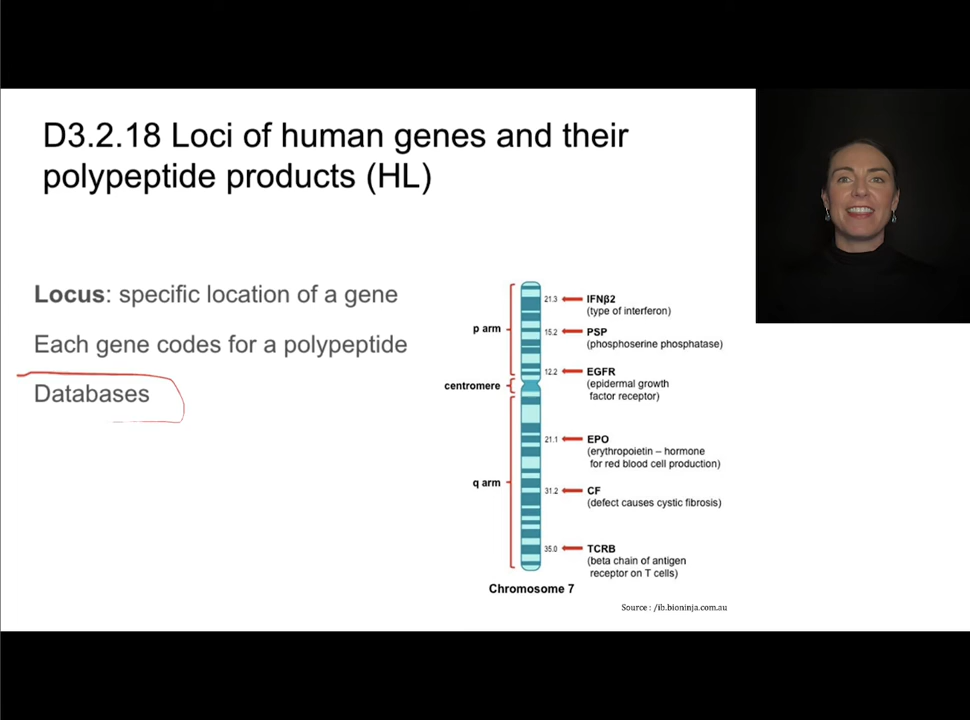 D3.2.18 Loci of human genes and their
polypeptide products (HL)
Locus: specific location of a gene
Each gene codes for a polypeptide
Databases
p arm
centromere
q arm
21.3
IFNβ2
(type of interferon)
15.2
PSP
(phosphoserine phosphatase)
12.2
EGFR
(epidermal growth
factor receptor)
21.1
EPO
(erythropoietin – hormone
for red blood cell production)
31.2
CF
(defect causes cystic fibrosis)
35.0
TCRB
(beta chain of antigen
receptor on T cells)
Chromosome 7
Source : /ib.bioninja.com.au